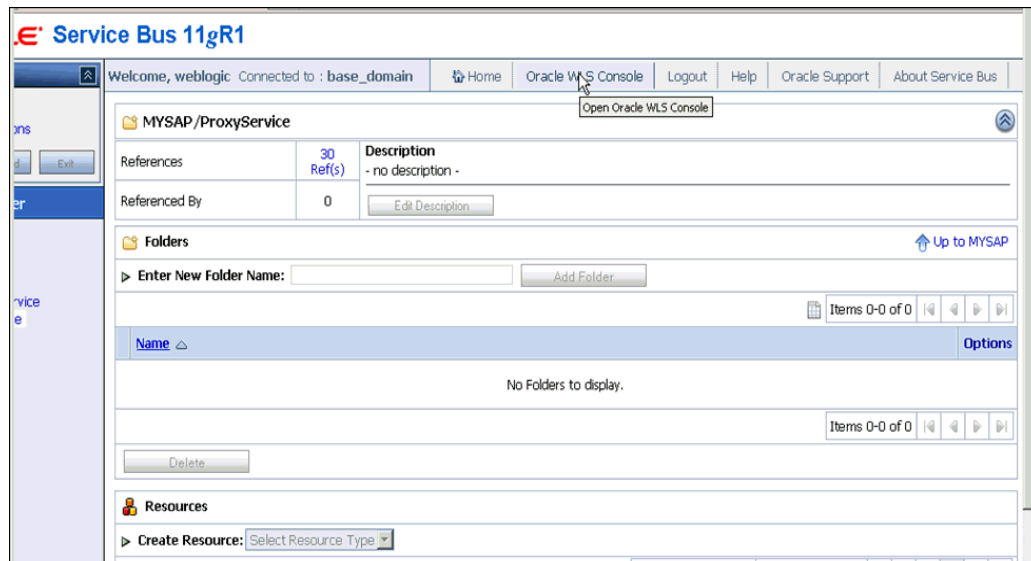 LE Service Bus 11gR1
Welcome, weblogic Connected to : base_domain Home Oracle WLS Console Logout Help Oracle Support About Service Bus
Open Oracle WLS Console
MYSAP/ProxyService
References 30 Ref(s) Description
- no description -
Referenced By 0 Edit Description
Exit
er
Folders Up to MYSAP
Enter New Folder Name: Add Folder
rvice
e
Items 0-0 of 0
Name Options
No Folders to display.
Items 0-0 of 0
Delete
Resources
Create Resource: Select Resource Type